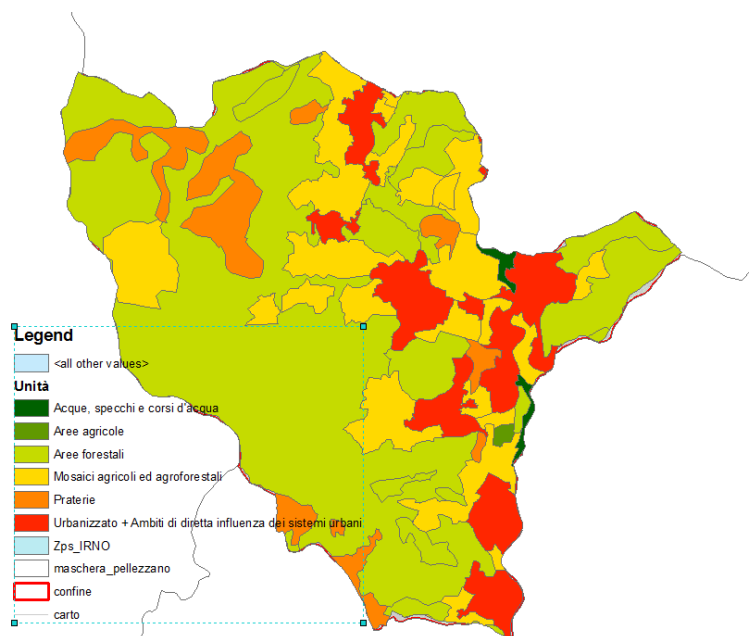 Legend
<all other values>
Unità
Acque, specchi e corsi d'acqua
Aree agricole
Aree forestali
Mosaici agricoli ed agroforestali
Praterie
Urbanizzato + Ambiti di diretta influenza dei sistemi urbani
Zps_IRNO
maschera_pellezzano
confine
carto